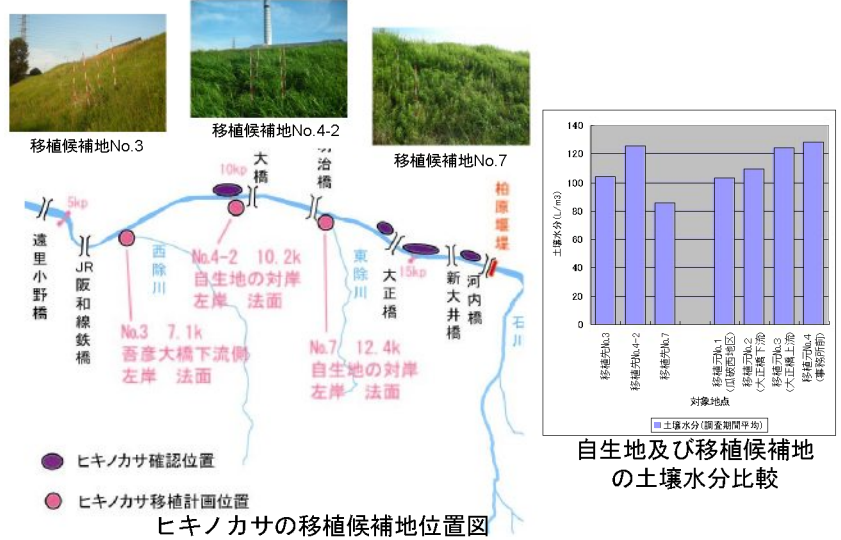 移植候補地No.3
移植候補地No.4-2
移植候補地No.7
5kp
10kp
15kp
遠里小野橋
JR阪和線鉄橋
西除川
大橋
明治橋
東除川
大正橋
新大井橋
河内橋
柏原堰堤
石川
No.4-2 10.2k
自生地の対岸
左岸 法面
No.3 7.1k
吾彦大橋下流側
左岸 法面
No.7 12.4k
自生地の対岸
左岸 法面
ヒキノカサ確認位置
ヒキノカサ移植計画位置
ヒキノカサの移植候補地位置図
140
120
100
80
60
40
20
0
土壌水分(L/m3)
移植先No.3
移植先No.4-2
移植先No.7
移植元No.1
(瓜破西地区)
移植元No.2
(大正橋下流)
移植元No.3
(大正橋上流)
移植元No.4
(事務所前)
対象地点
土壌水分(調査期間平均)
自生地及び移植候補地
の土壌水分比較